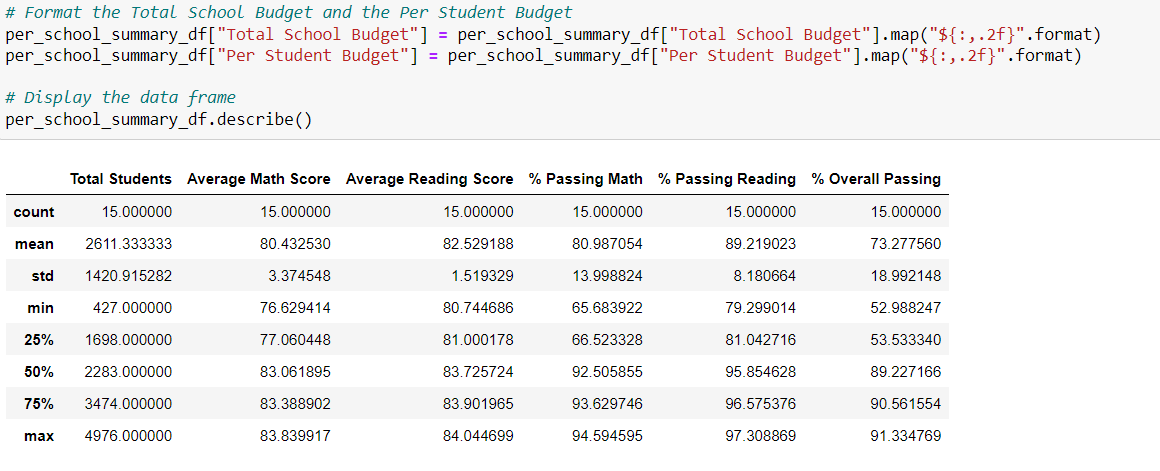 # Format the Total School Budget and the Per Student Budget
per_school_summary_df["Total School Budget"] = per_school_summary_df["Total School Budget"].map("${:,.2f}".format)
per_school_summary_df["Per Student Budget"] = per_school_summary_df["Per Student Budget"].map("${:,.2f}".format)
# Display the data frame
per_school_summary_df.describe()
Total Students Average Math Score Average Reading Score % Passing Math % Passing Reading % Overall Passing
count 15.000000 15.000000 15.000000 15.000000 15.000000 15.000000
mean 2611.333333 80.432530 82.529188 80.987054 89.219023 73.277560
std 1420.915282 3.374548 1.519329 13.998824 8.180664 18.992148
min 427.000000 76.629414 80.744686 65.683922 79.299014 52.988247
25% 1698.000000 77.060448 81.000178 66.523328 81.042716 53.533340
50% 2283.000000 83.061895 83.725724 92.505855 95.854628 89.227166
75% 3474.000000 83.388902 83.901965 93.629746 96.575376 90.561554
max 4976.000000 83.839917 84.044699 94.594595 97.308869 91.334769